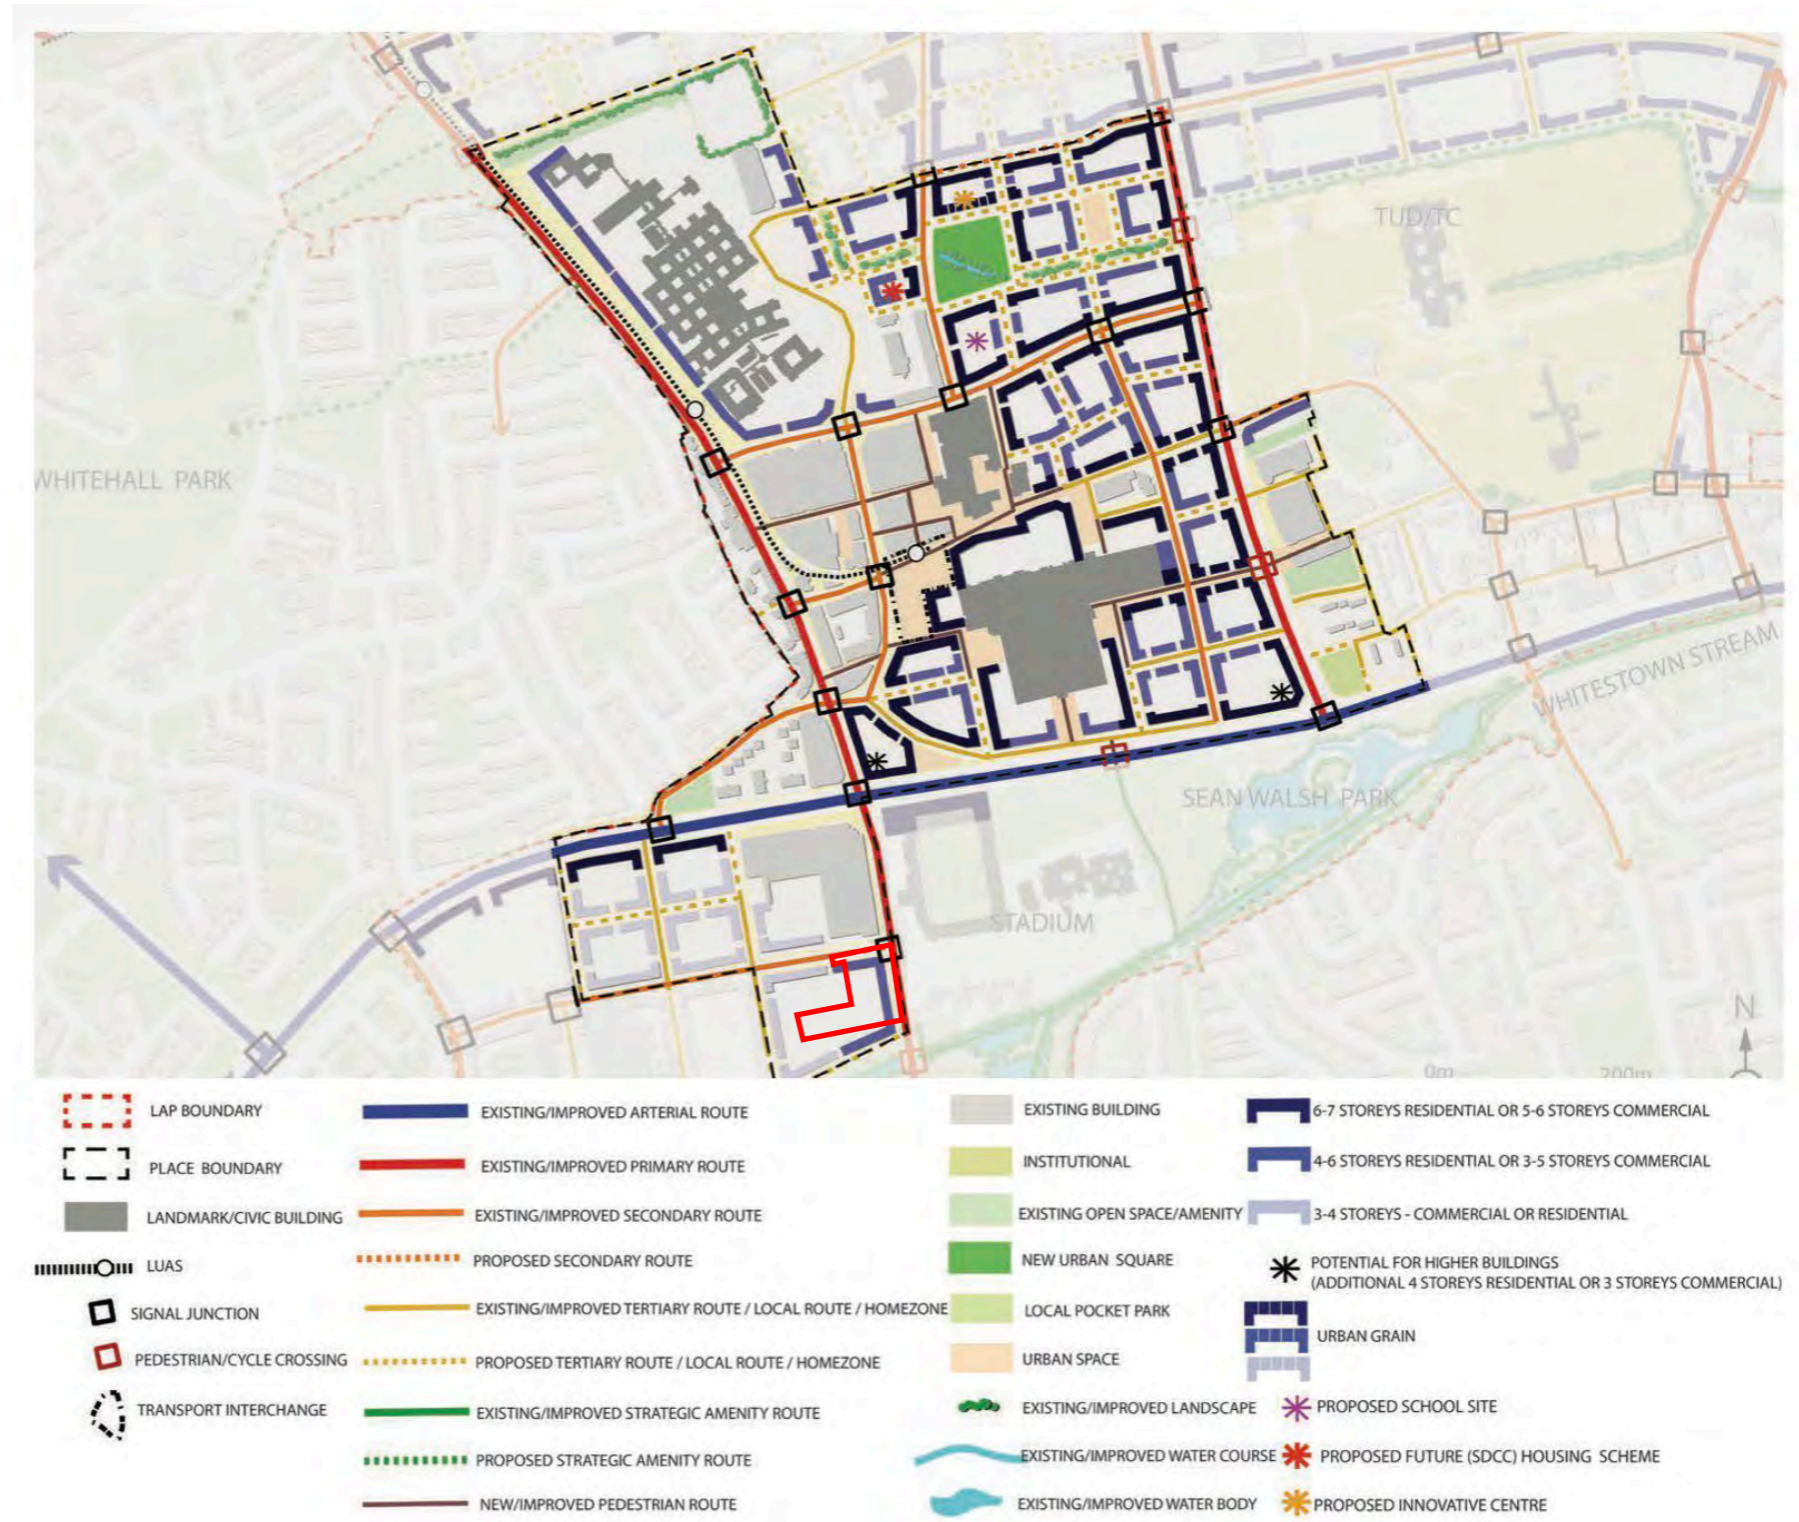 TUD/TC
WHITEHALL PARK
WHITESTOWN STREAM
SEAN WALSH PARK
STADIUM
N
0m
200m
LAP BOUNDARY
PLACE BOUNDARY
LANDMARK/CIVIC BUILDING
LUAS
SIGNAL JUNCTION
PEDESTRIAN/CYCLE CROSSING
TRANSPORT INTERCHANGE
EXISTING/IMPROVED ARTERIAL ROUTE
EXISTING/IMPROVED PRIMARY ROUTE
EXISTING/IMPROVED SECONDARY ROUTE
PROPOSED SECONDARY ROUTE
EXISTING/IMPROVED TERTIARY ROUTE / LOCAL ROUTE / HOMEZONE
PROPOSED TERTIARY ROUTE / LOCAL ROUTE / HOMEZONE
EXISTING/IMPROVED STRATEGIC AMENITY ROUTE
PROPOSED STRATEGIC AMENITY ROUTE
NEW/IMPROVED PEDESTRIAN ROUTE
EXISTING BUILDING
INSTITUTIONAL
EXISTING OPEN SPACE/AMENITY
NEW URBAN SQUARE
LOCAL POCKET PARK
URBAN SPACE
EXISTING/IMPROVED LANDSCAPE
EXISTING/IMPROVED WATER COURSE
EXISTING/IMPROVED WATER BODY
6-7 STOREYS RESIDENTIAL OR 5-6 STOREYS COMMERCIAL
4-6 STOREYS RESIDENTIAL OR 3-5 STOREYS COMMERCIAL
3-4 STOREYS - COMMERCIAL OR RESIDENTIAL
POTENTIAL FOR HIGHER BUILDINGS
(ADDITIONAL 4 STOREYS RESIDENTIAL OR 3 STOREYS COMMERCIAL)
URBAN GRAIN
PROPOSED SCHOOL SITE
PROPOSED FUTURE (SDCC) HOUSING SCHEME
PROPOSED INNOVATIVE CENTRE